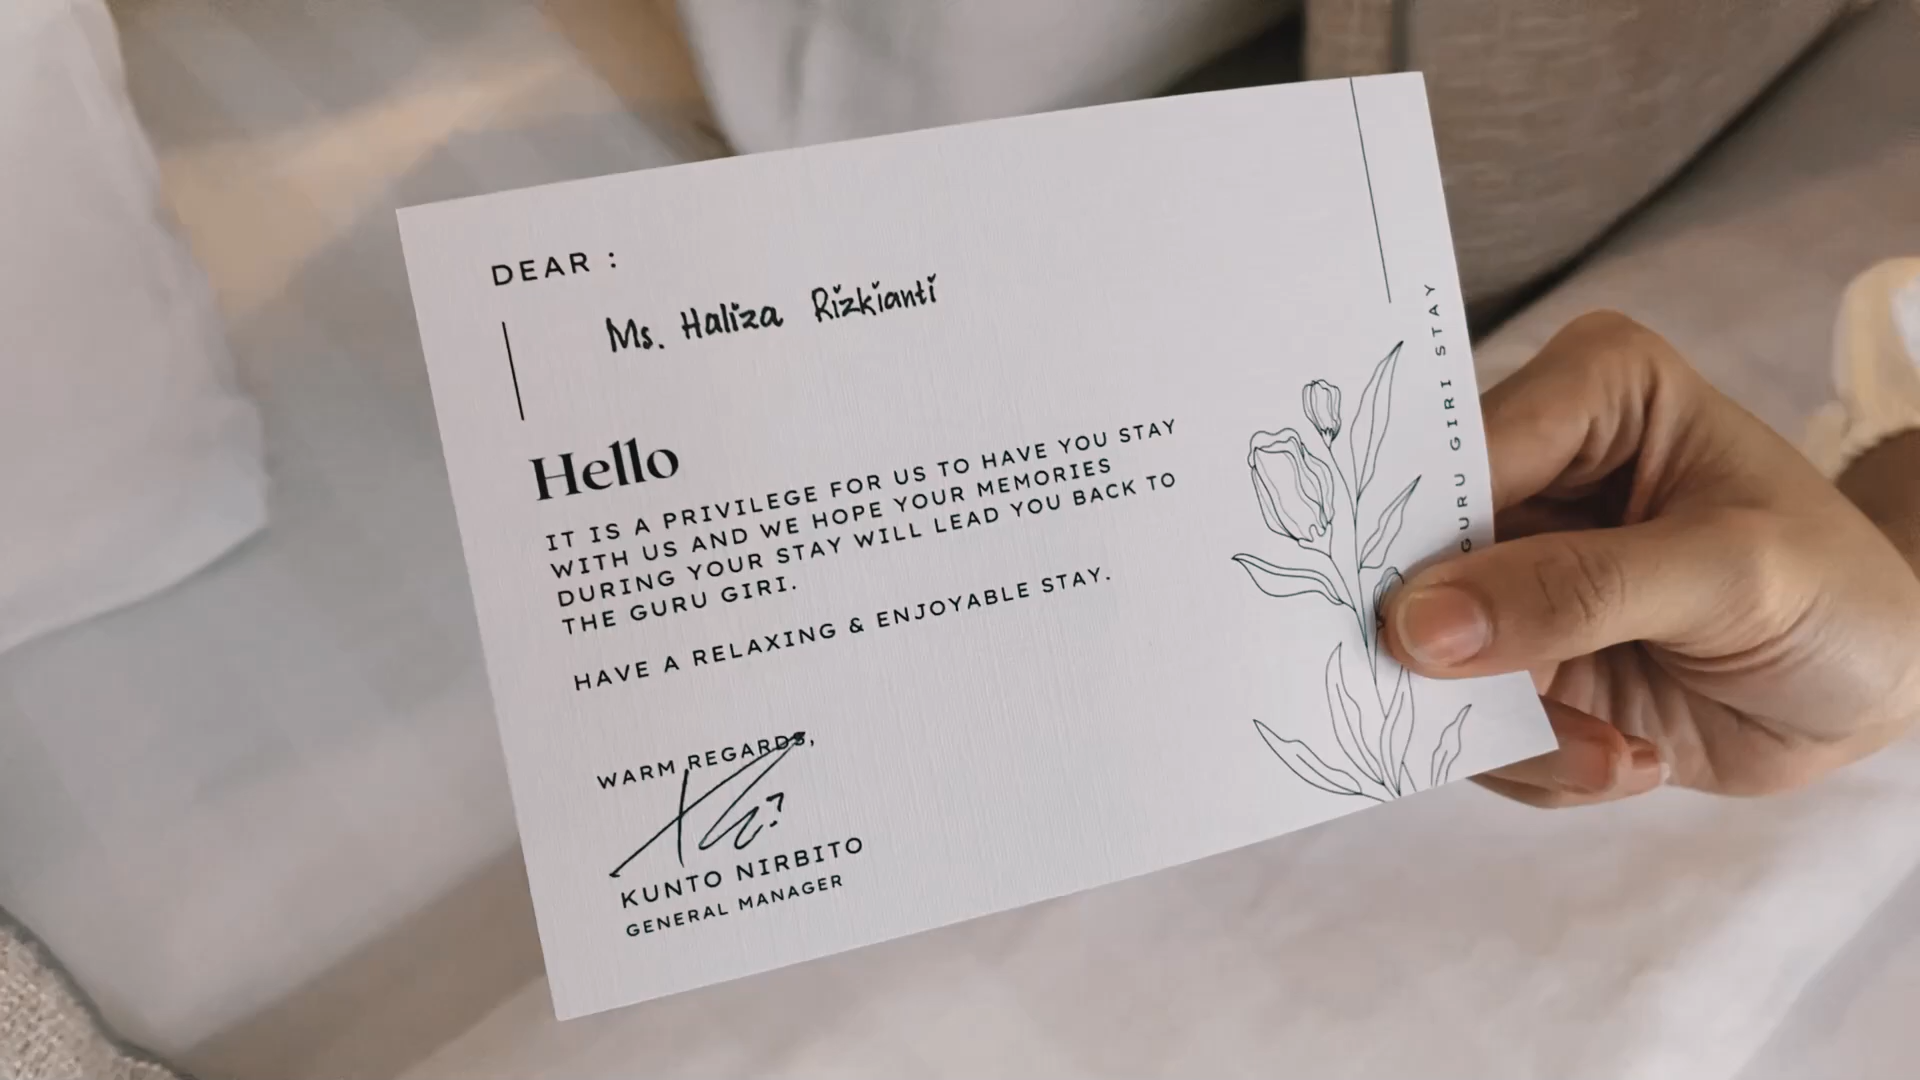 DEAR :
Ms. Haliza Rizkianti
Hello
IT IS A PRIVILEGE FOR US TO HAVE YOU STAY
WITH US AND WE HOPE YOUR MEMORIES
DURING YOUR STAY WILL LEAD YOU BACK TO
THE GURU GIRI.
HAVE A RELAXING & ENJOYABLE STAY.
WARM REGARDS,
KUNTO NIRBITO
GENERAL MANAGER
GURU GIRI STAY